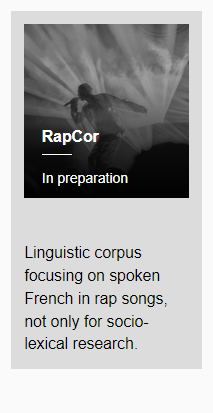 RapCor
In preparation
Linguistic corpus
focusing on spoken
French in rap songs,
not only for socio-
lexical research.